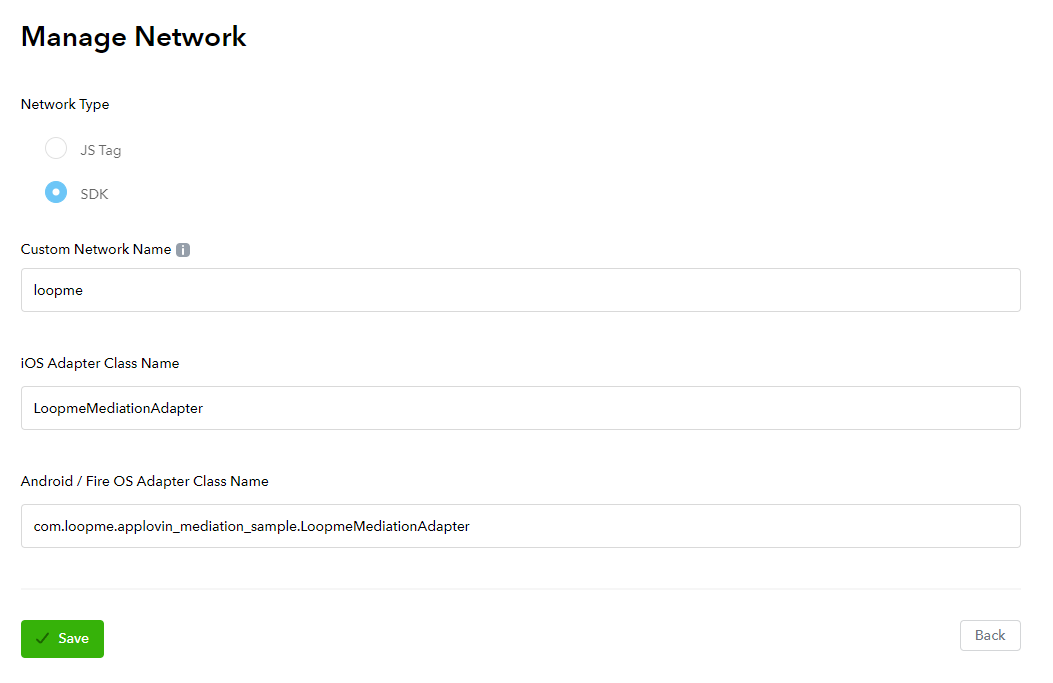 Manage Network
Network Type
JS Tag
SDK
Custom Network Name i
loopme
iOS Adapter Class Name
LoopmeMediationAdapter
Android / Fire OS Adapter Class Name
com.loopme.applovin_mediation_sample.LoopmeMediationAdapter
Save
Back